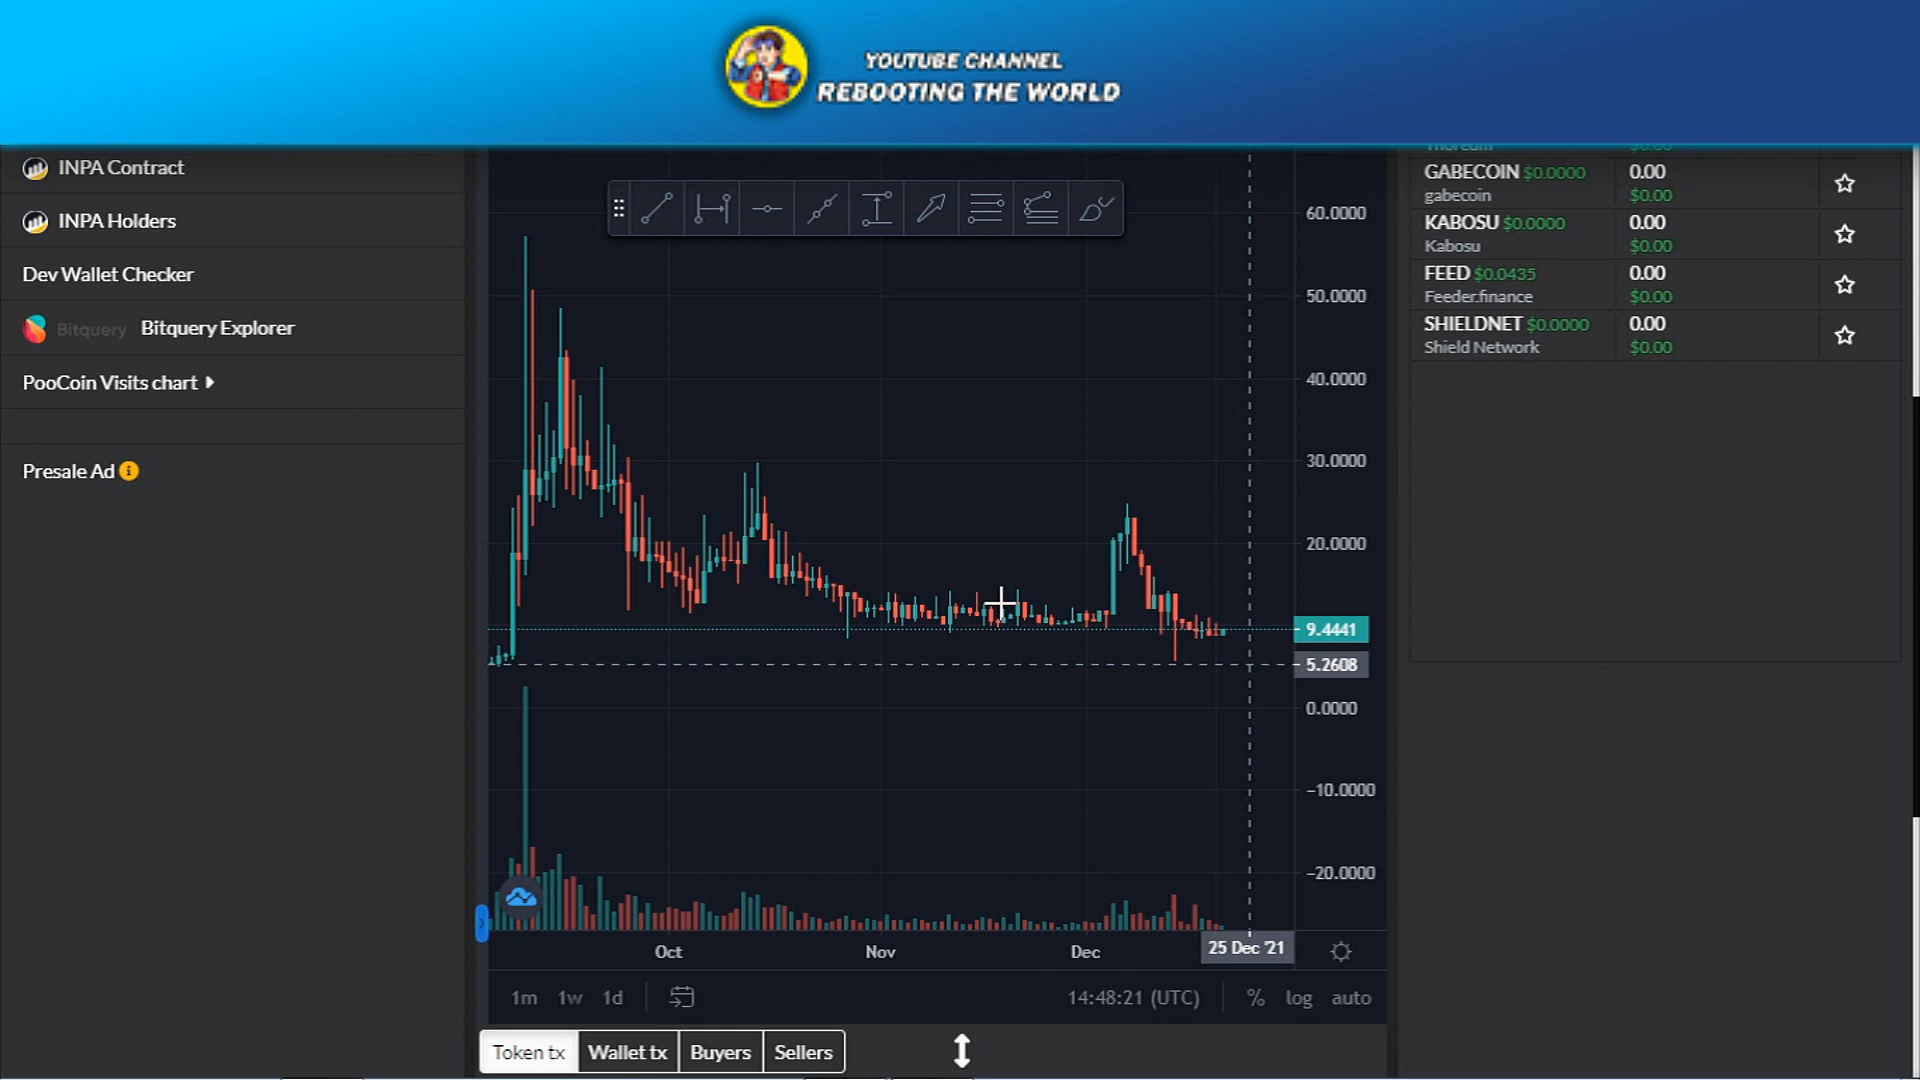 YOUTUBE CHANNEL
REBOOTING THE WORLD
INPA Contract
INPA Holders
Dev Wallet Checker
Bitquery Bitquery Explorer
PooCoin Visits chart
Presale Ad
60.0000
50.0000
40.0000
30.0000
20.0000
9.4441
5.2608
0.0000
−10.0000
−20.0000
Oct Nov Dec 25 Dec '21
1m 1w 1d 14:48:21 (UTC) % log auto
Token tx Wallet tx Buyers Sellers
Thoreum $0.00
GABECOIN $0.0000 0.00
gabecoin $0.00
KABOSU $0.0000 0.00
Kabosu $0.00
FEED $0.0435 0.00
Feeder.finance $0.00
SHIELDNET $0.0000 0.00
Shield Network $0.00